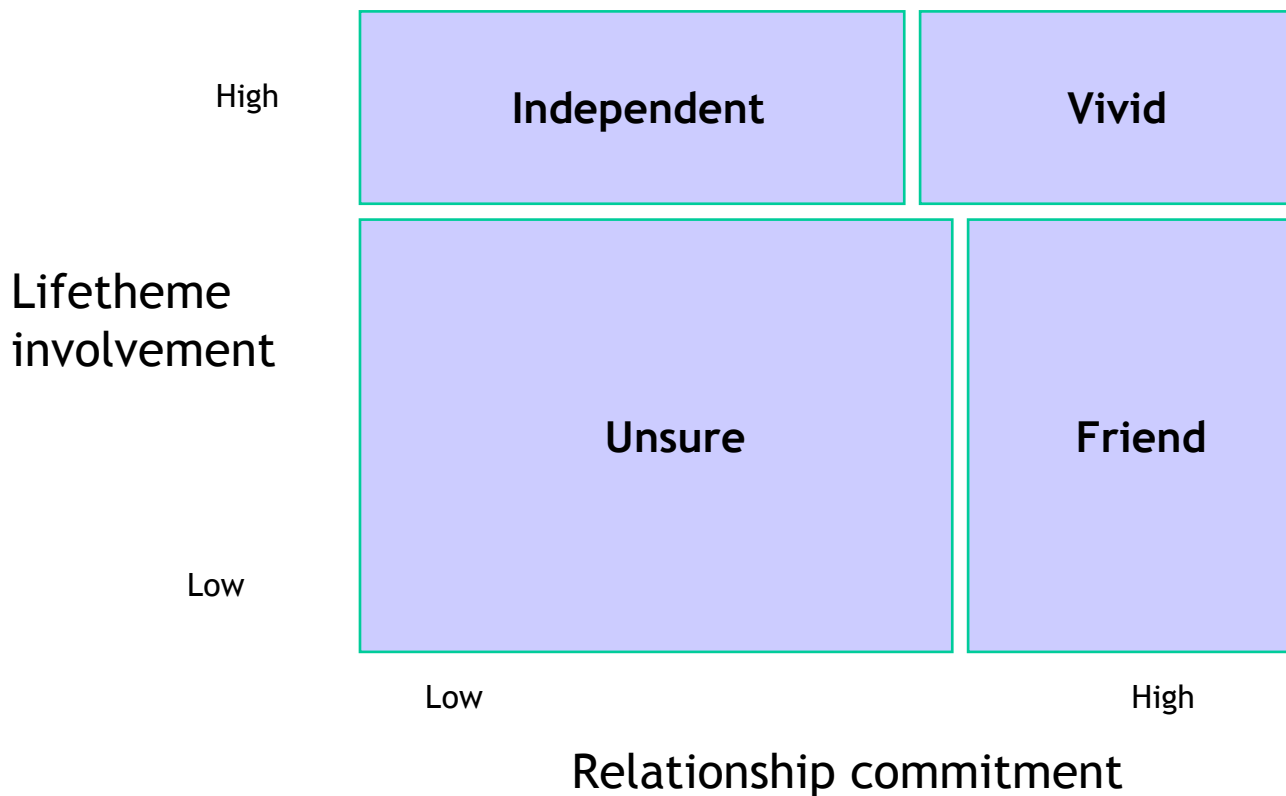 High
Independent
Vivid
Lifetheme
involvement
Unsure
Friend
Low
Low
High
Relationship commitment